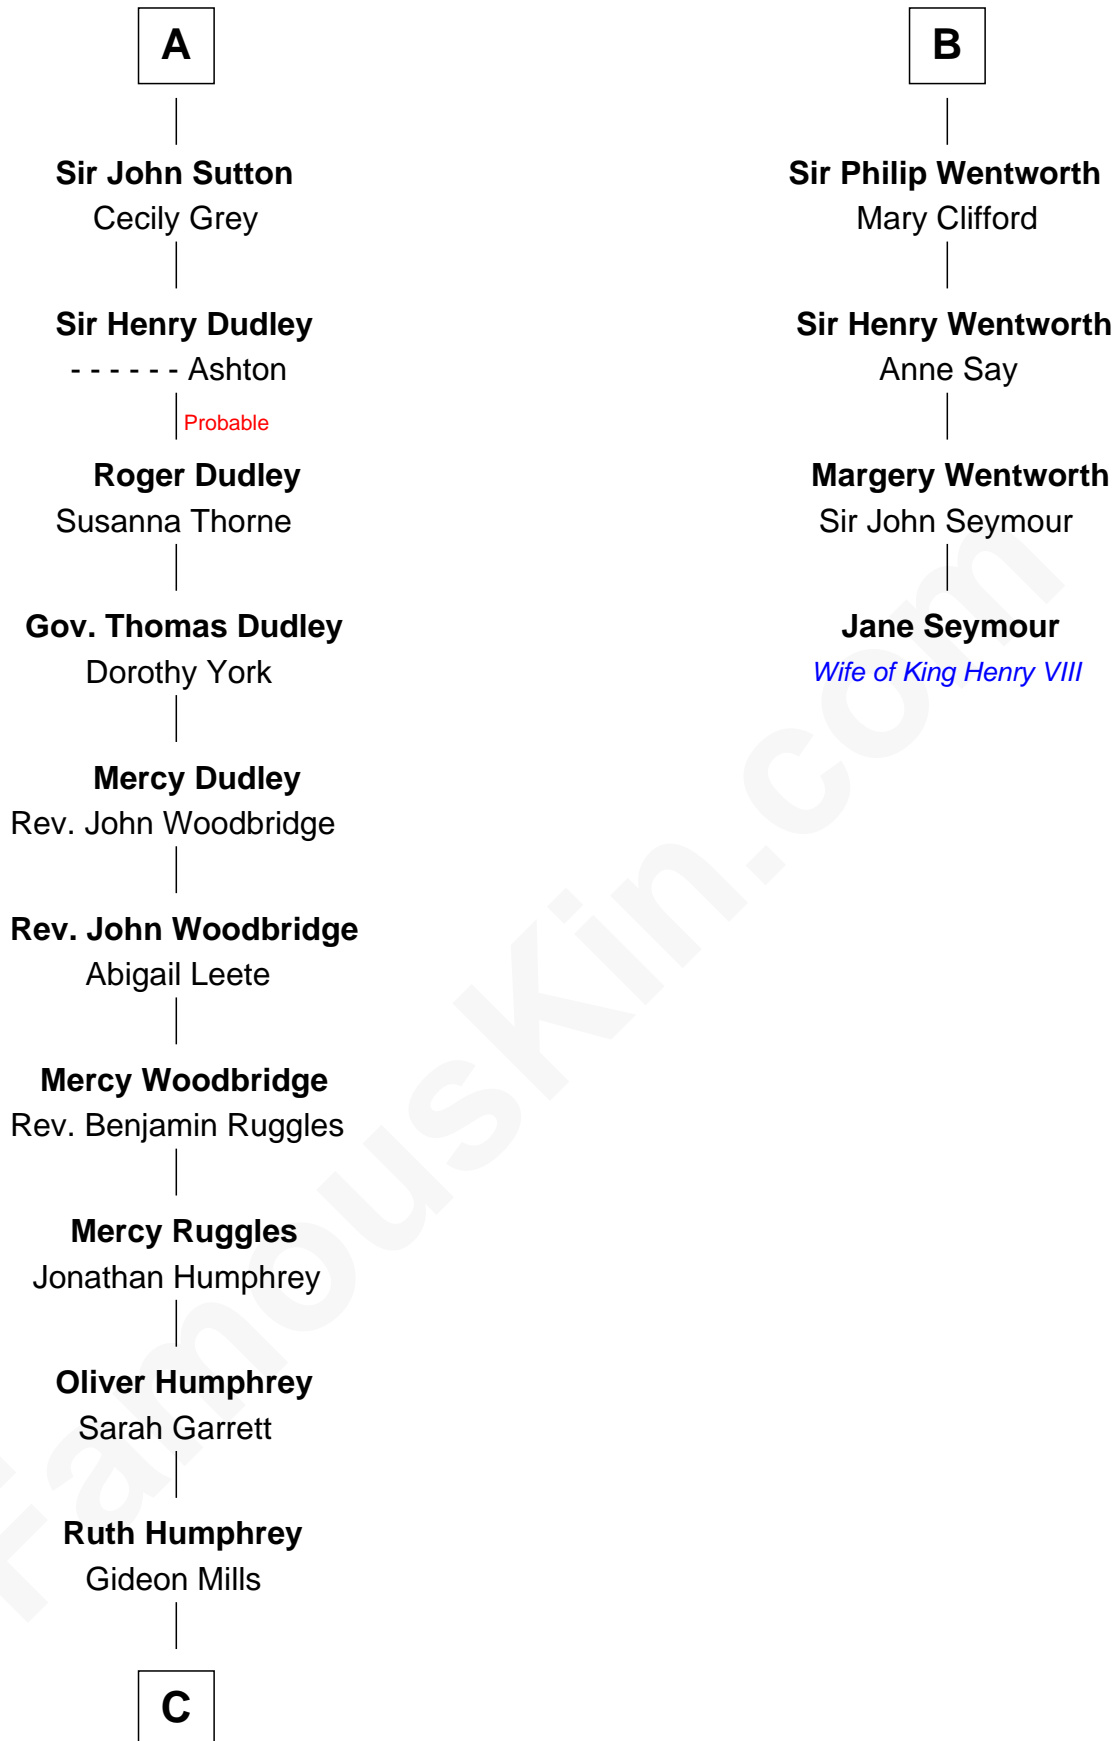 A
Sir John Sutton
Cecily Grey
Sir Henry Dudley
- - - - - - Ashton
Probable
Roger Dudley
Susanna Thorne
Gov. Thomas Dudley
Dorothy York
Mercy Dudley
Rev. John Woodbridge
Rev. John Woodbridge
Abigail Leete
Mercy Woodbridge
Rev. Benjamin Ruggles
Mercy Ruggles
Jonathan Humphrey
Oliver Humphrey
Sarah Garrett
Ruth Humphrey
Gideon Mills
C
B
Sir Philip Wentworth
Mary Clifford
Sir Henry Wentworth
Anne Say
Margery Wentworth
Sir John Seymour
Jane Seymour
Wife of King Henry VIII
FamousKin.com